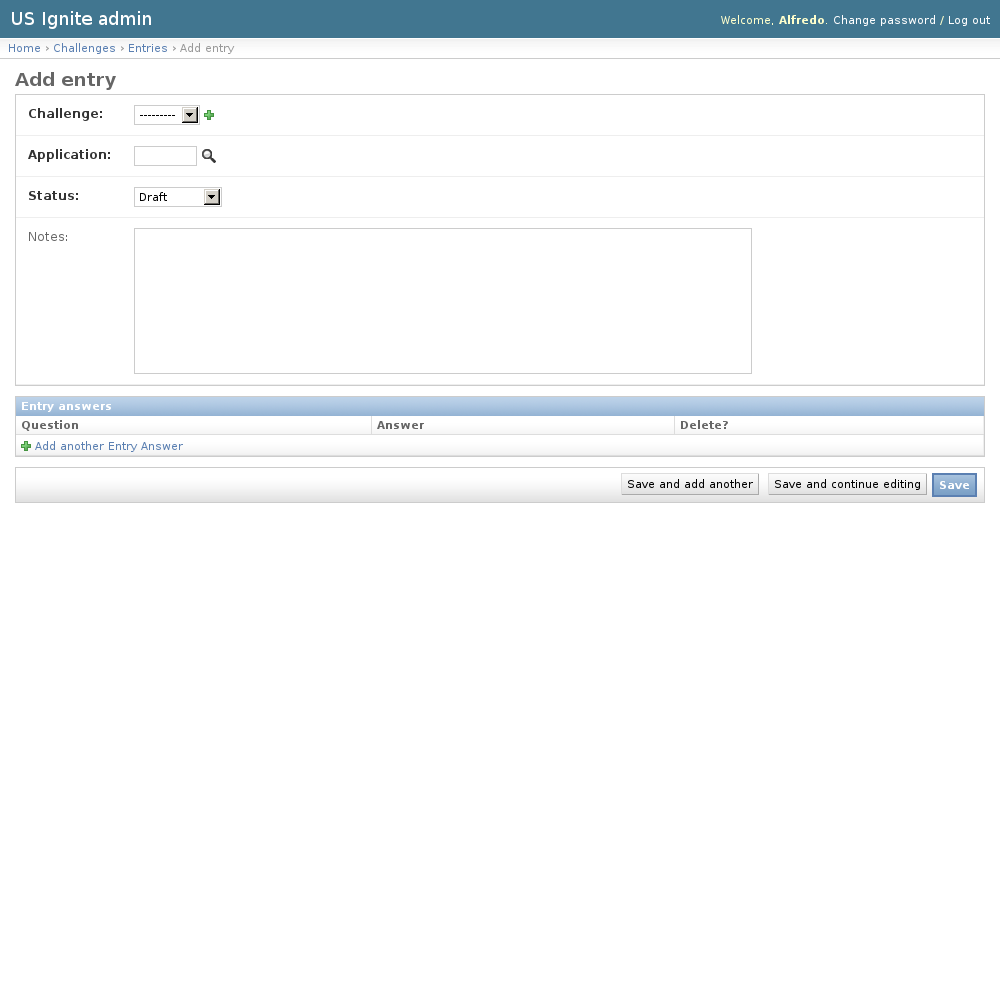 US Ignite admin
Welcome, Alfredo. Change password / Log out
Home › Challenges › Entries › Add entry
Add entry
Challenge: ---------
Application:
Status: Draft
Notes:
Entry answers
Question Answer Delete?
Add another Entry Answer
Save and add another Save and continue editing Save